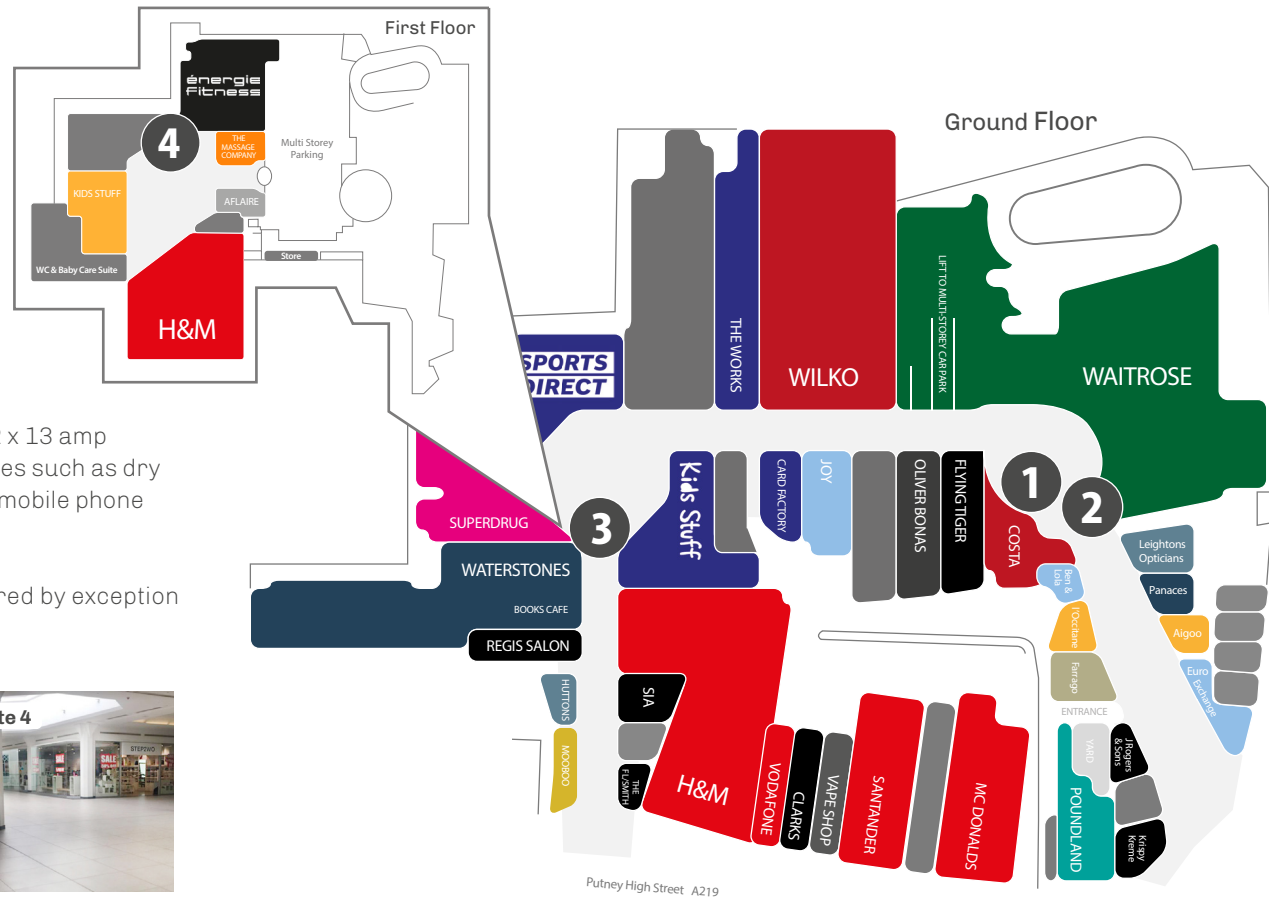 First Floor
énergie
fitness
4
THE
MASSAGE
COMPANY
Multi Storey
Parking
KIDS STUFF
AFLAIRE
WC & Baby Care Suite
Store
H&M
Ground Floor
SPORTS
DIRECT
THE WORKS
WILKO
LIFT TO MULTI-STOREY CAR PARK
WAITROSE
x 13 amp
es such as dry
mobile phone
red by exception
SUPERDRUG
3
Kids Stuff
CARD FACTORY
JOY
OLIVER BONAS
FLYING TIGER
1
2
COSTA
WATERSTONES
BOOKS CAFE
REGIS SALON
Ben &
Lola
l'Occitane
Farrago
ENTRANCE
Leightons
Opticians
Panaces
Aigoo
Euro
Exchange
HUTTONS
MOOBOO
SIA
THE
FL/SMITH
H&M
VODAFONE
CLARKS
VAPE SHOP
SANTANDER
MC DONALDS
POUNDLAND
YARD
J Rogers
& Sons
Krispy
Kreme
te 4
SALE
STEP2WO
Putney High Street A219